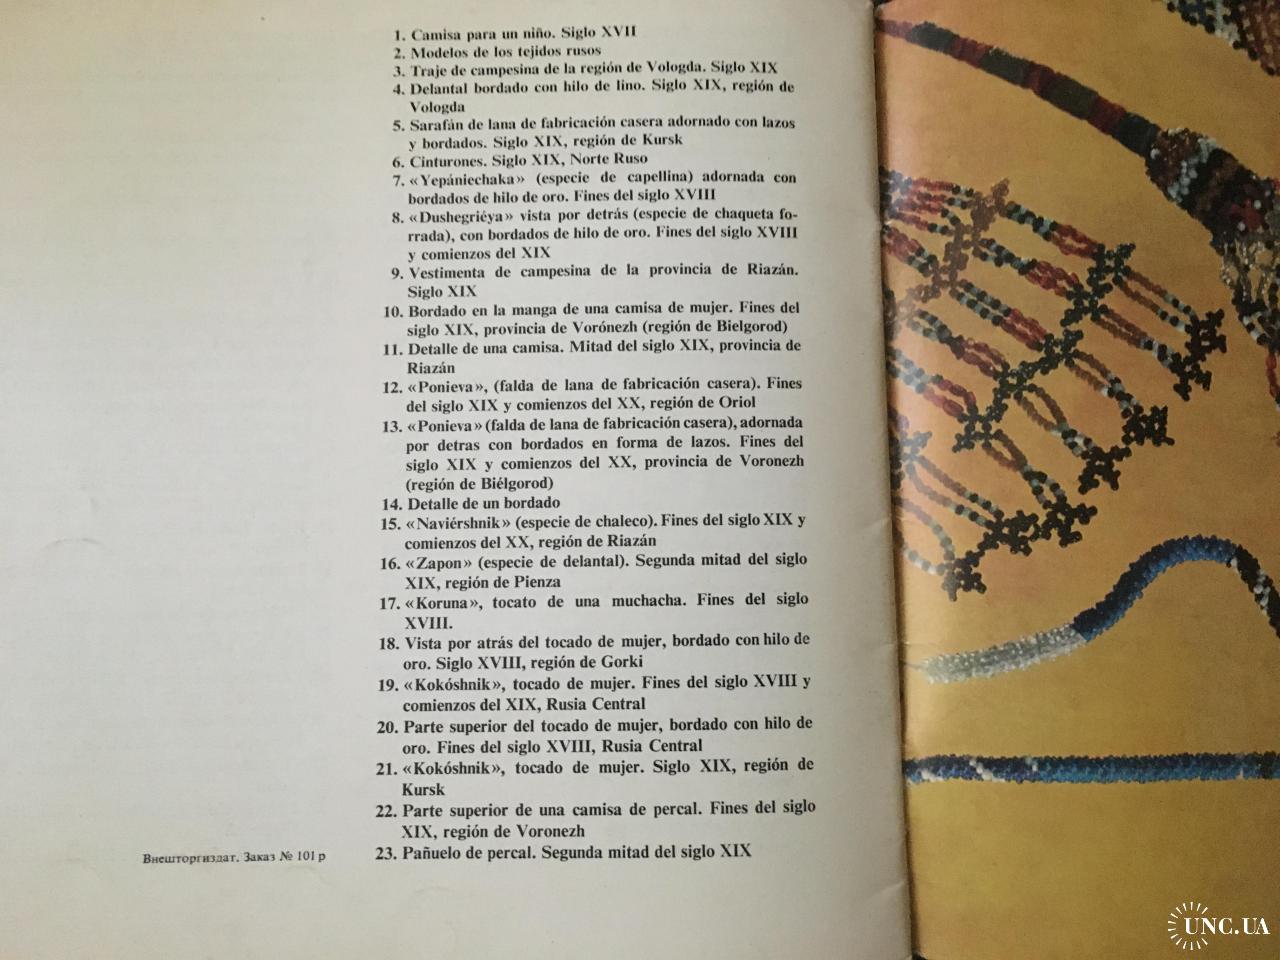 1. Camisa para un niño. Siglo XVII
2. Modelos de los tejidos rusos
3. Traje de campesina de la región de Vologda. Siglo XIX
4. Delantal bordado con hilo de lino. Siglo XIX, región de
Vologda
5. Sarafán de lana de fabricación casera adornado con lazos
y bordados. Siglo XIX, región de Kursk
6. Cinturones. Siglo XIX, Norte Ruso
7. «Yepániechaka» (especie de capellina) adornada con
bordados de hilo de oro. Fines del siglo XVIII
8. «Dushegriéya» vista por detrás (especie de chaqueta fo-
rrada), con bordados de hilo de oro. Fines del siglo XVIII
y comienzos del XIX
9. Vestimenta de campesina de la provincia de Riazán.
Siglo XIX
10. Bordado en la manga de una camisa de mujer. Fines del
siglo XIX, provincia de Vorónezh (región de Bielgorod)
11. Detalle de una camisa. Mitad del siglo XIX, provincia de
Riazán
12. «Ponieva», (falda de lana de fabricación casera). Fines
del siglo XIX y comienzos del XX, región de Oriol
13. «Ponieva» (falda de lana de fabricación casera), adornada
por detras con bordados en forma de lazos. Fines del
siglo XIX y comienzos del XX, provincia de Voronezh
(región de Biélgorod)
14. Detalle de un bordado
15. «Naviérshnik» (especie de chaleco). Fines del siglo XIX y
comienzos del XX, región de Riazán
16. «Zapon» (especie de delantal). Segunda mitad del siglo
XIX, región de Pienza
17. «Koruna», tocato de una muchacha. Fines del siglo
XVIII.
18. Vista por atrás del tocado de mujer, bordado con hilo de
oro. Siglo XVIII, región de Gorki
19. «Kokóshnik», tocado de mujer. Fines del siglo XVIII y
comienzos del XIX, Rusia Central
20. Parte superior del tocado de mujer, bordado con hilo de
oro. Fines del siglo XVIII, Rusia Central
21. «Kokóshnik», tocado de mujer. Siglo XIX, región de
Kursk
22. Parte superior de una camisa de percal. Fines del siglo
XIX, región de Voronezh
23. Pañuelo de percal. Segunda mitad del siglo XIX
Внешторгиздат. Заказ № 101 р
UNC.UA